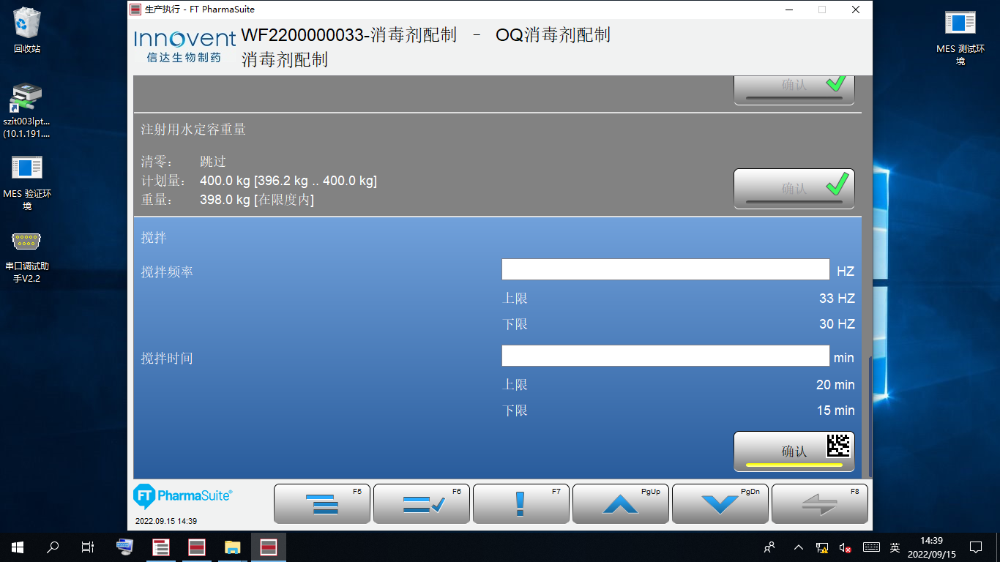 生产执行 - FT PharmaSuite
Innovent
信达生物制药
WF2200000033-消毒剂配制 - OQ消毒剂配制
消毒剂配制
回收站
szit003lpt...
(10.1.191....
MES 验证环
境
串口调试助
手V2.2
MES 测试环
境
确认
注射用水定容重量
清零: 跳过
计划量: 400.0 kg [396.2 kg .. 400.0 kg]
重量: 398.0 kg [在限度内]
确认
搅拌
搅拌频率 HZ
上限 33 HZ
下限 30 HZ
搅拌时间 min
上限 20 min
下限 15 min
确认
FT PharmaSuite®
2022.09.15 14:39
F5
F6
F7
PgUp
PgDn
F8
英
14:39
2022/09/15